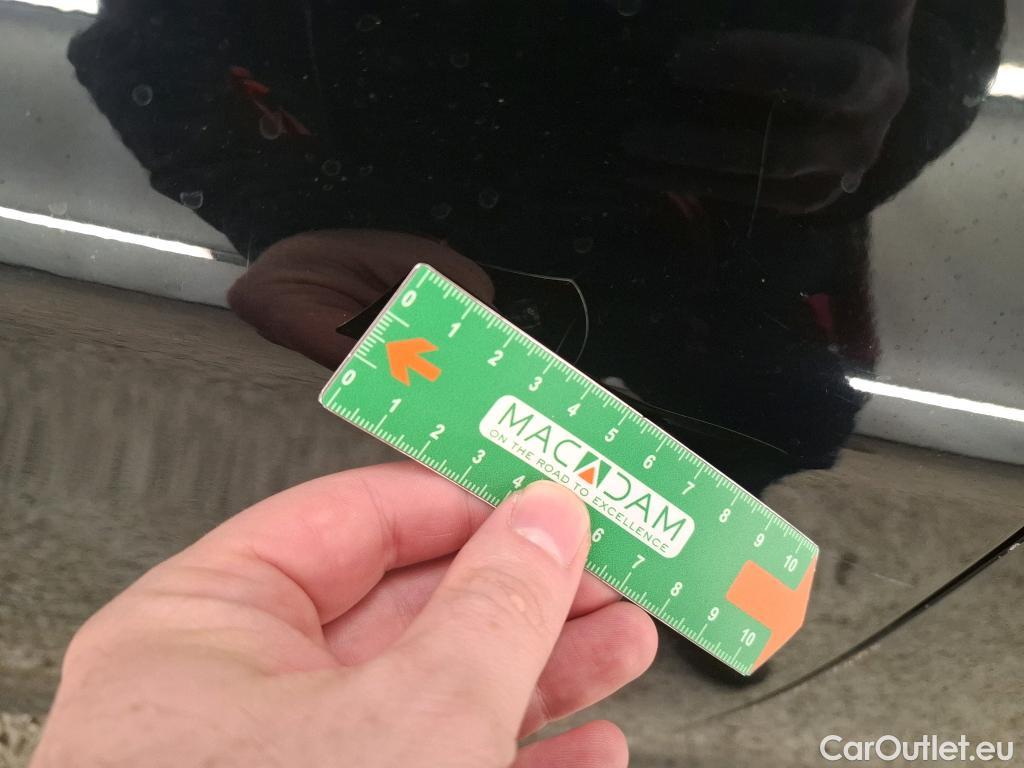 0 1 2 3 4 5 6 7 8 9 10
MACADAM
ON THE ROAD TO EXCELLENCE
0 1 2 3 4 6 7 8 9 10
CarOutlet.eu